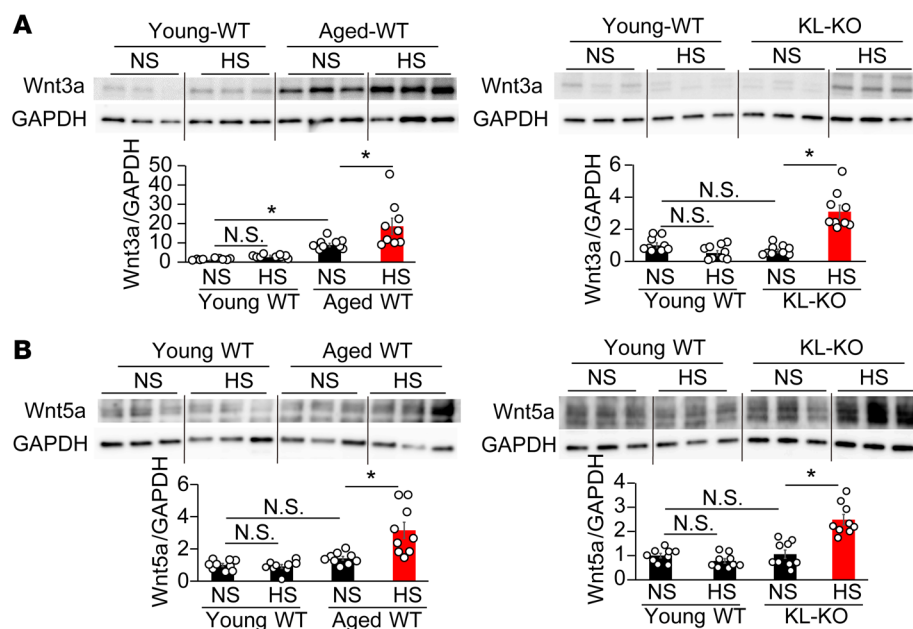 A
Young-WT Aged-WT
NS HS NS HS
Wnt3a
GAPDH
Wnt3a/GAPDH
50
40
30
20
10
0
N.S.
*
*
NS HS NS HS
Young WT Aged WT
Young-WT KL-KO
NS HS NS HS
Wnt3a
GAPDH
Wnt3a/GAPDH
6
4
2
0
N.S.
N.S.
*
NS HS NS HS
Young WT KL-KO
B
Young WT Aged WT
NS HS NS HS
Wnt5a
GAPDH
Wnt5a/GAPDH
6
4
2
0
N.S.
N.S.
*
NS HS NS HS
Young WT Aged WT
Young WT KL-KO
NS HS NS HS
Wnt5a
GAPDH
Wnt5a/GAPDH
4
3
2
1
0
N.S.
N.S.
*
NS HS NS HS
Young WT KL-KO